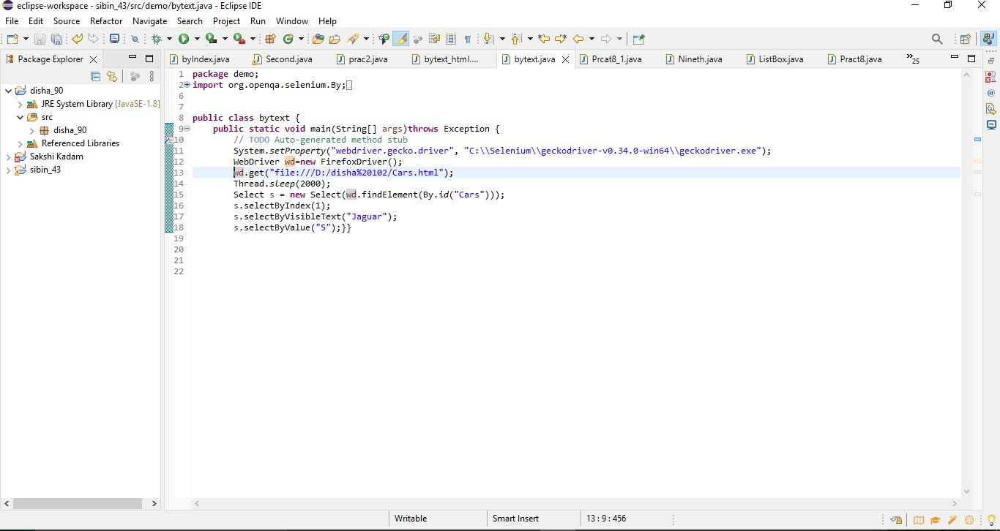 eclipse-workspace - sibin_43/src/demo/bytext.java - Eclipse IDE
File Edit Source Refactor Navigate Search Project Run Window Help
Package Explorer
byIndex.java Second.java prac2.java bytext_html.... bytext.java Prcat8_1.java Nineth.java ListBox.java Pract8.java »25
disha_90
JRE System Library [JavaSE-1.8]
src
disha_90
Referenced Libraries
Sakshi Kadam
sibin_43
1 package demo;
2 import org.openqa.selenium.By;
6
7
8 public class bytext {
9 public static void main(String[] args)throws Exception {
10 // TODO Auto-generated method stub
11 System.setProperty("webdriver.gecko.driver", "C:\\Selenium\\geckodriver-v0.34.0-win64\\geckodriver.exe");
12 WebDriver wd=new FirefoxDriver();
13 wd.get("file:///D:/disha%20102/Cars.html");
14 Thread.sleep(2000);
15 Select s = new Select(wd.findElement(By.id("Cars")));
16 s.selectByIndex(1);
17 s.selectByVisibleText("Jaguar");
18 s.selectByValue("5");}}
19
20
21
22
Writable Smart Insert 13 : 9 : 456